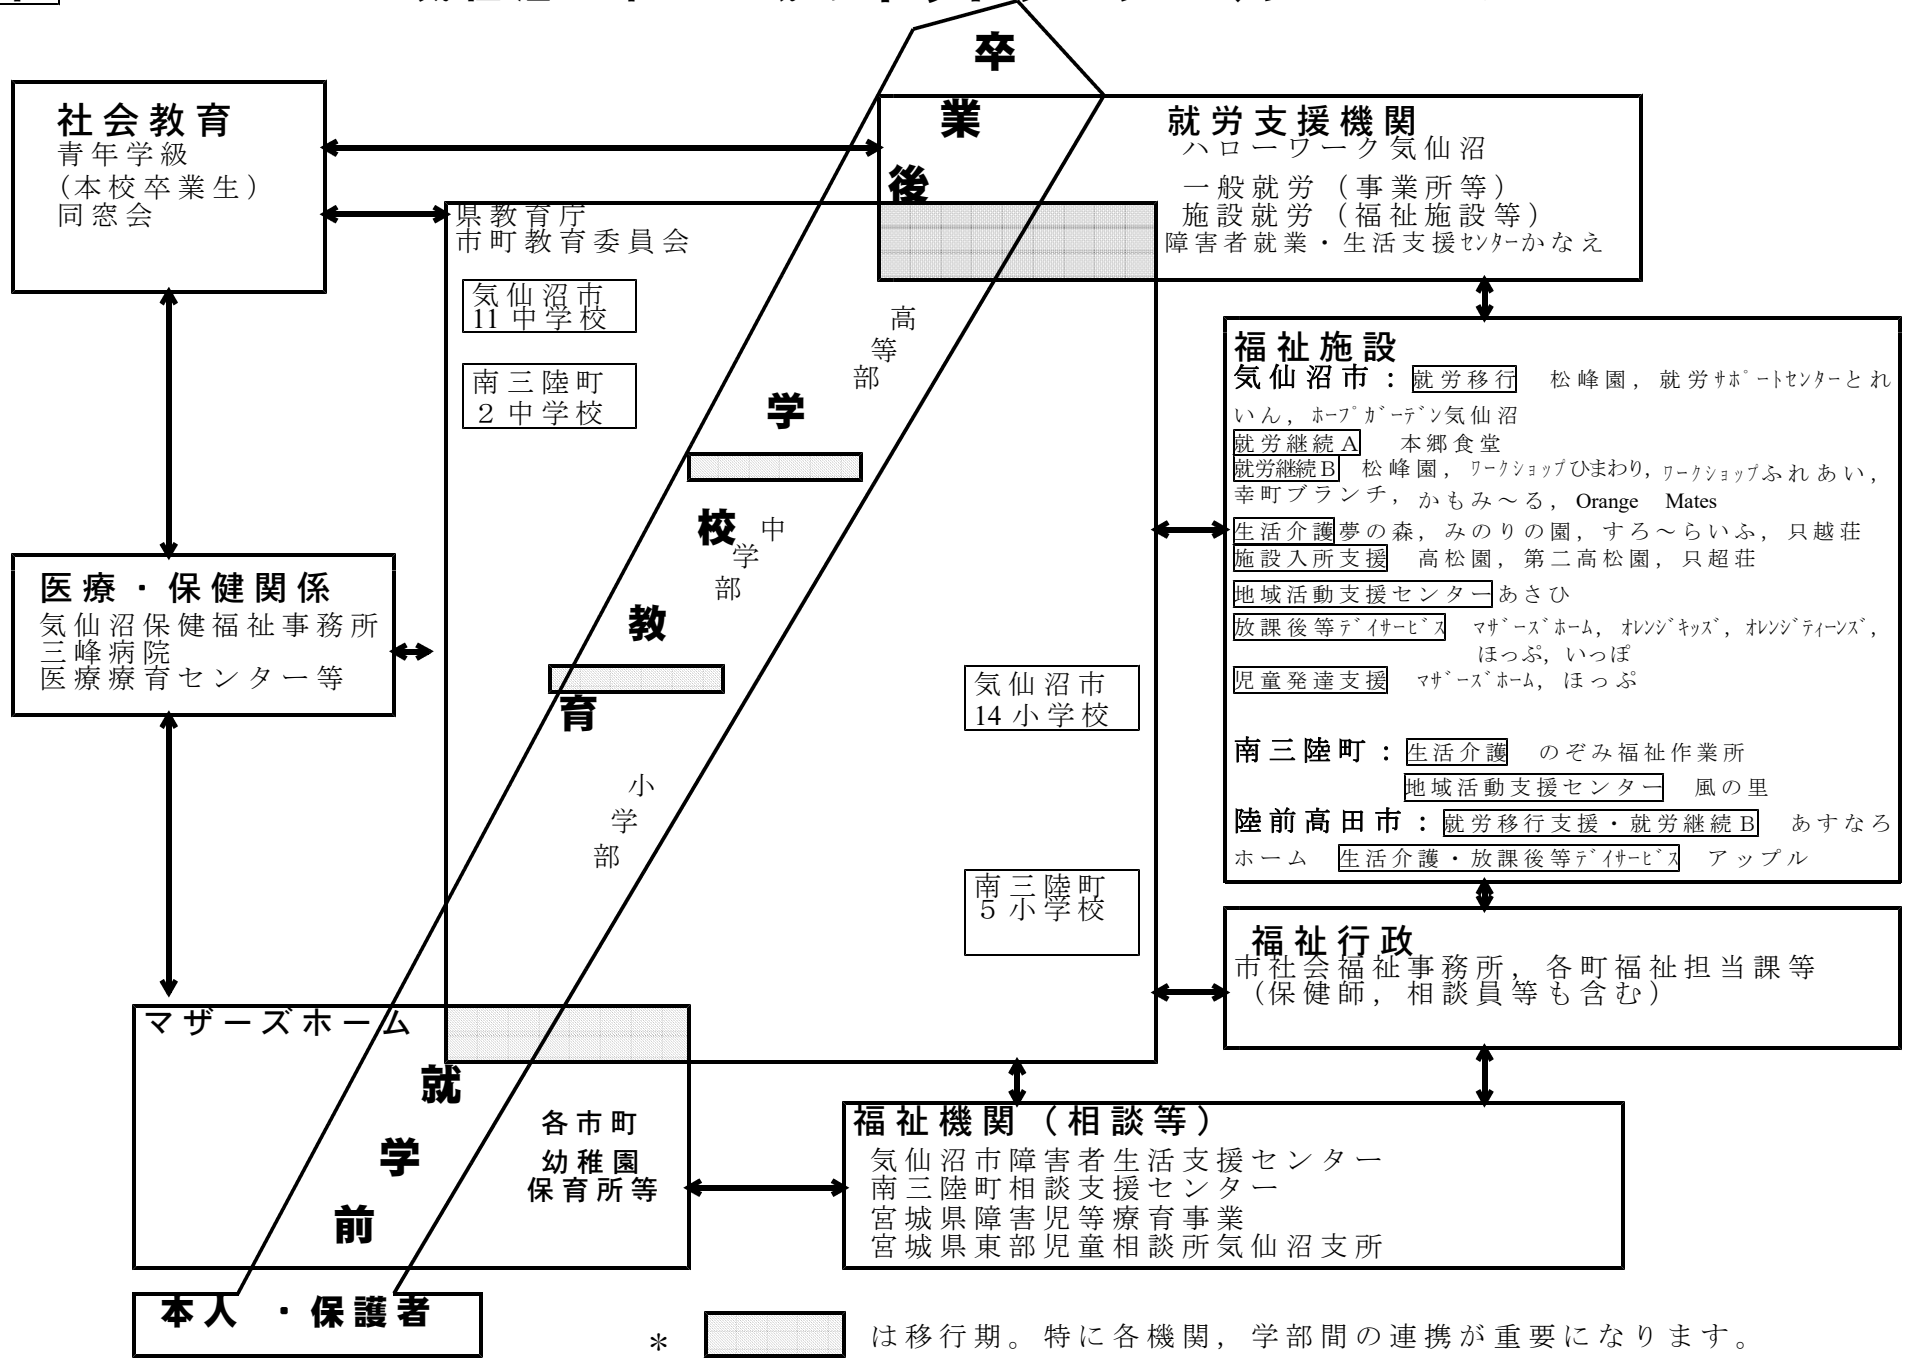 卒
業
後
社会教育
青年学級
(本校卒業生)
同窓会
就労支援機関
ハローワーク気仙沼
一般就労(事業所等)
施設就労(福祉施設等)
障害者就業・生活支援ｾﾝﾀｰかなえ
県教育庁
市町教育委員会
気仙沼市
11中学校
南三陸町
２中学校
高
等
部
学
校
中
学
部
教
育
小
学
部
気仙沼市
14小学校
南三陸町
５小学校
福祉施設
気仙沼市：就労移行　松峰園，就労ｻﾎﾟｰﾄｾﾝﾀｰとれ
いん，ﾎｰﾌﾟｶﾞｰﾃﾞﾝ気仙沼
就労継続A　本郷食堂
就労継続B　松峰園，ﾜｰｸｼｮｯﾌﾟひまわり，ﾜｰｸｼｮｯﾌﾟふれあい，
幸町ブランチ，かもみ～る，Orange Mates
生活介護夢の森，みのりの園，すろ～らいふ，只越荘
施設入所支援　高松園，第二高松園，只超荘
地域活動支援センターあさひ
放課後等ﾃﾞｲｻｰﾋﾞｽ　ﾏｻﾞｰｽﾞﾎｰﾑ，ｵﾚﾝｼﾞｷｯｽﾞ，ｵﾚﾝｼﾞﾃｨｰﾝｽﾞ，
ほっぷ，いっぽ
児童発達支援　ﾏｻﾞｰｽﾞﾎｰﾑ，ほっぷ
南三陸町：生活介護　のぞみ福祉作業所
地域活動支援センター　風の里
陸前高田市：就労移行支援・就労継続B　あすなろ
ホーム　生活介護・放課後等ﾃﾞｲｻｰﾋﾞｽ　アップル
医療・保健関係
気仙沼保健福祉事務所
三峰病院
医療療育センター等
福祉行政
市社会福祉事務所，各町福祉担当課等
(保健師，相談員等も含む)
マザーズホーム
就
学
前
各市町
幼稚園
保育所等
福祉機関(相談等)
気仙沼市障害者生活支援センター
南三陸町相談支援センター
宮城県障害児等療育事業
宮城県東部児童相談所気仙沼支所
本人・保護者
＊　は移行期。特に各機関，学部間の連携が重要になります。